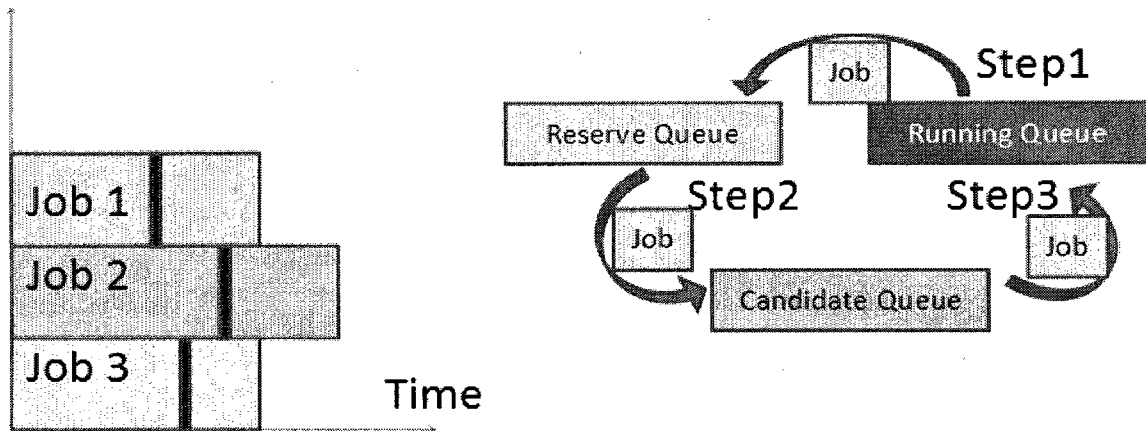 Job 1
Job 2
Job 3
Time
Job
Step1
Reserve Queue
Running Queue
Step2
Step3
Job
Job
Candidate Queue